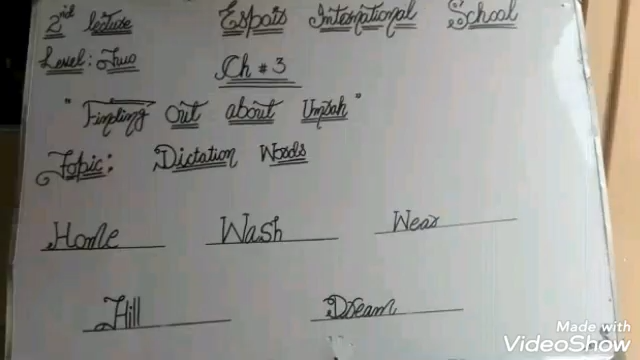 2nd lecture Espois International School
Level: Two Ch # 3
"Finding out about Umrah"
Topic: Dictation Words
Home Wash Wear
Hill Dream
Made with
VideoShow